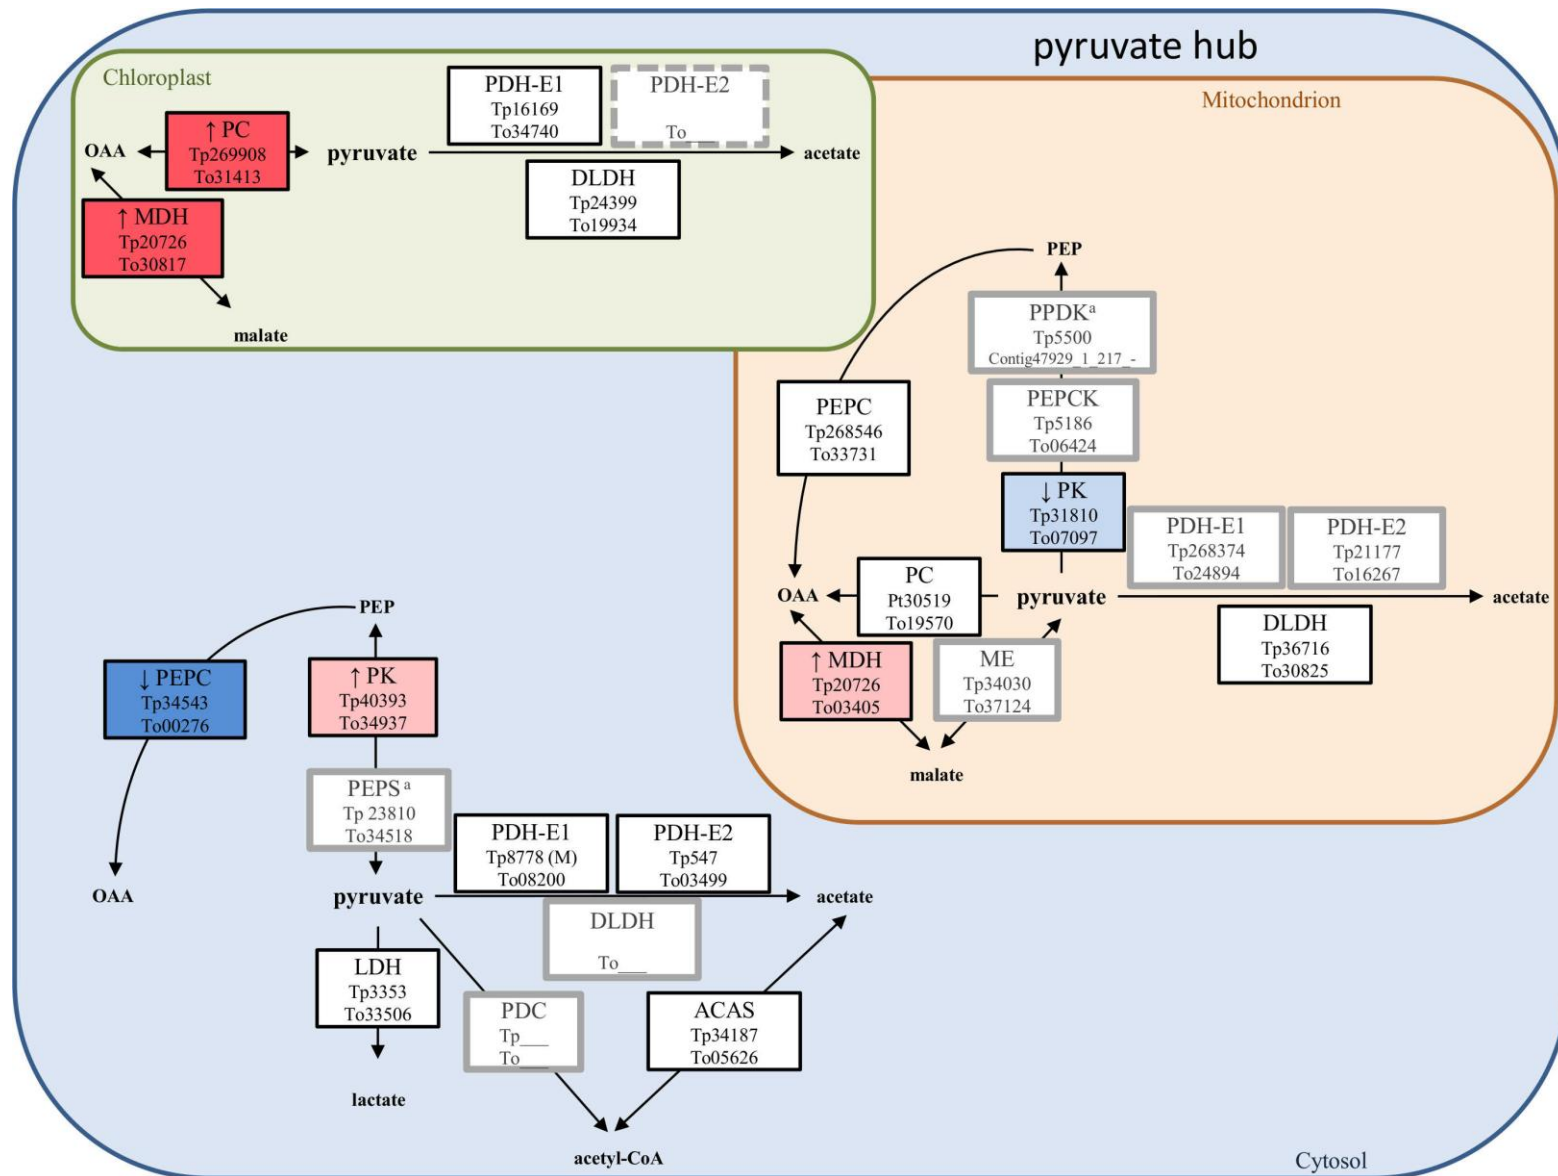 pyruvate hub
Chloroplast
↑ PC
Tp269908
To31413
OAA
pyruvate
PDH-E1
Tp16169
To34740
PDH-E2
To___
acetate
DLDH
Tp24399
To19934
↑ MDH
Tp20726
To30817
malate
Mitochondrion
PEP
PPDKᵃ
Tp5500
Contig47929_1_217_-
PEPC
Tp268546
To33731
PEPCK
Tp5186
To06424
↓ PK
Tp31810
To07097
PDH-E1
Tp268374
To24894
PDH-E2
Tp21177
To16267
OAA
PC
Pt30519
To19570
pyruvate
acetate
DLDH
Tp36716
To30825
↑ MDH
Tp20726
To03405
ME
Tp34030
To37124
malate
PEP
↓ PEPC
Tp34543
To00276
↑ PK
Tp40393
To34937
PEPS ᵃ
Tp 23810
To34518
OAA
pyruvate
PDH-E1
Tp8778 (M)
To08200
PDH-E2
Tp547
To03499
acetate
DLDH
To___
LDH
Tp3353
To33506
PDC
Tp___
To___
ACAS
Tp34187
To05626
lactate
acetyl-CoA
Cytosol